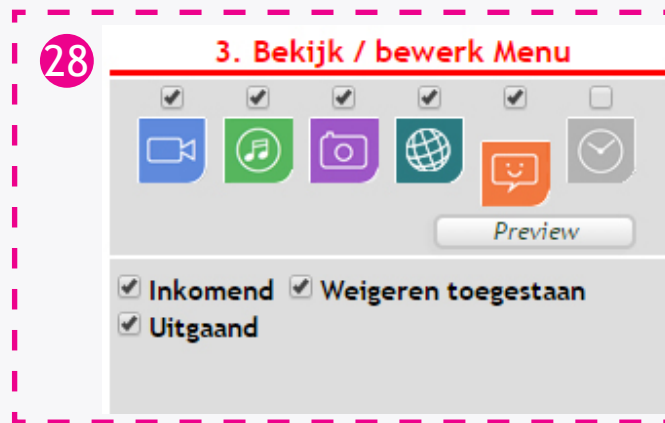 28
3. Bekijk / bewerk Menu
Preview
Inkomend Weigeren toegestaan
Uitgaand